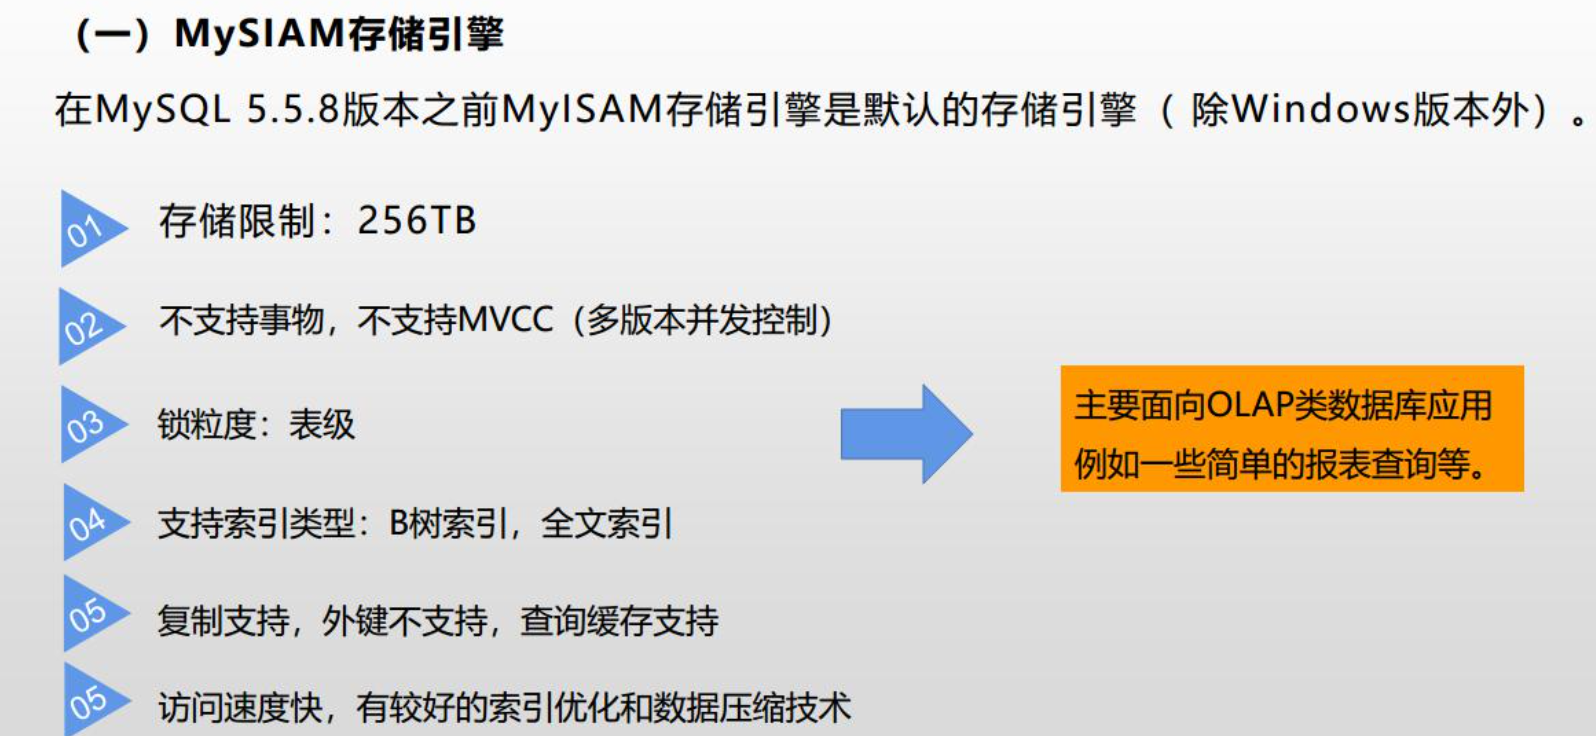 （一）MySIAM存储引擎
在MySQL 5.5.8版本之前MyISAM存储引擎是默认的存储引擎（ 除Windows版本外）。
01 存储限制：256TB
02 不支持事物，不支持MVCC（多版本并发控制）
03 锁粒度：表级
主要面向OLAP类数据库应用
例如一些简单的报表查询等。
04 支持索引类型：B树索引，全文索引
05 复制支持，外键不支持，查询缓存支持
05 访问速度快，有较好的索引优化和数据压缩技术